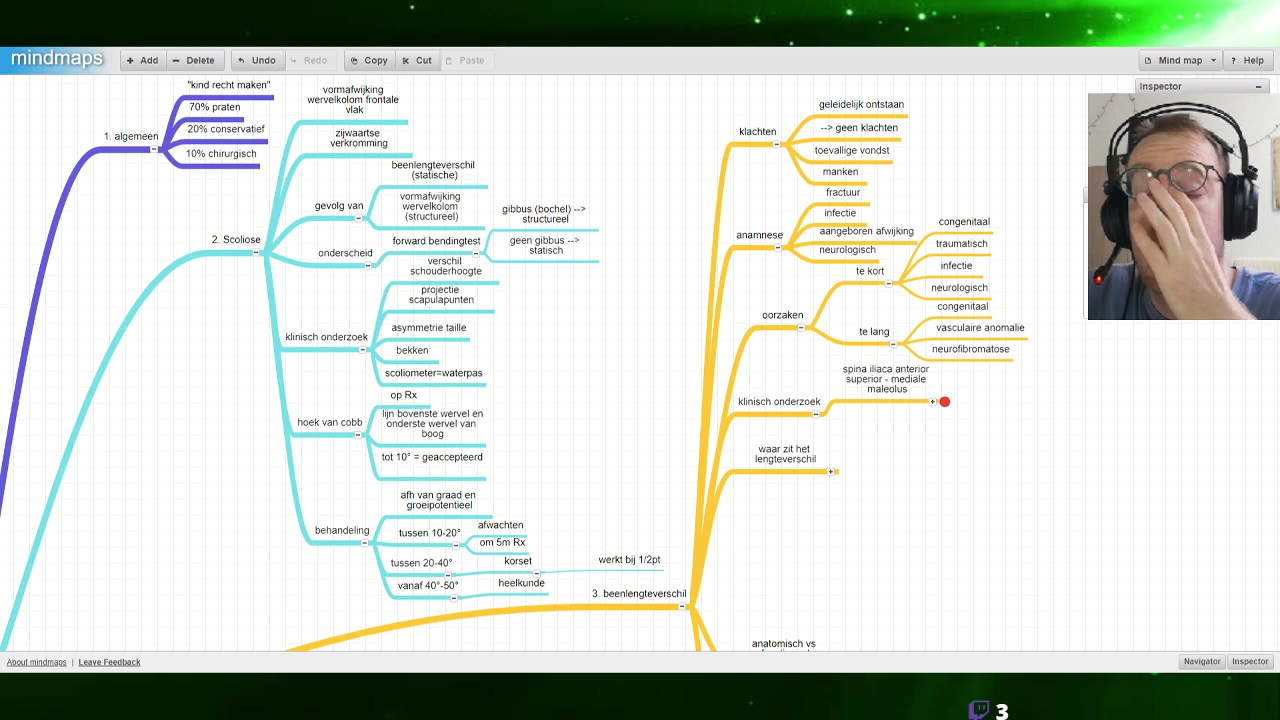 mindmaps
Add
Delete
Undo
Redo
Copy
Cut
Paste
Mind map
Help
Inspector
1. algemeen
"kind recht maken"
70% praten
20% conservatief
10% chirurgisch
2. Scoliose
vormafwijking
wervelkolom frontale
vlak
zijwaartse
verkromming
gevolg van
beenlengteverschil
(statische)
vormafwijking
wervelkolom
(structureel)
onderscheid
forward bendingtest
gibbus (bochel) -->
structureel
geen gibbus -->
statisch
klinisch onderzoek
verschil
schouderhoogte
projectie
scapulapunten
asymmetrie taille
bekken
scoliometer=waterpas
hoek van cobb
op Rx
lijn bovenste wervel en
onderste wervel van
boog
tot 10° = geaccepteerd
behandeling
afh van graad en
groeipotentieel
tussen 10-20°
afwachten
om 5m Rx
tussen 20-40°
korset
werkt bij 1/2pt
vanaf 40°-50°
heelkunde
3. beenlengteverschil
klachten
geleidelijk ontstaan
--> geen klachten
toevallige vondst
manken
anamnese
fractuur
infectie
aangeboren afwijking
neurologisch
oorzaken
te kort
congenitaal
traumatisch
infectie
neurologisch
te lang
congenitaal
vasculaire anomalie
neurofibromatose
klinisch onderzoek
spina iliaca anterior
superior - mediale
maleolus
waar zit het
lengteverschil
anatomisch vs
About mindmaps | Leave Feedback
Navigator
Inspector
3